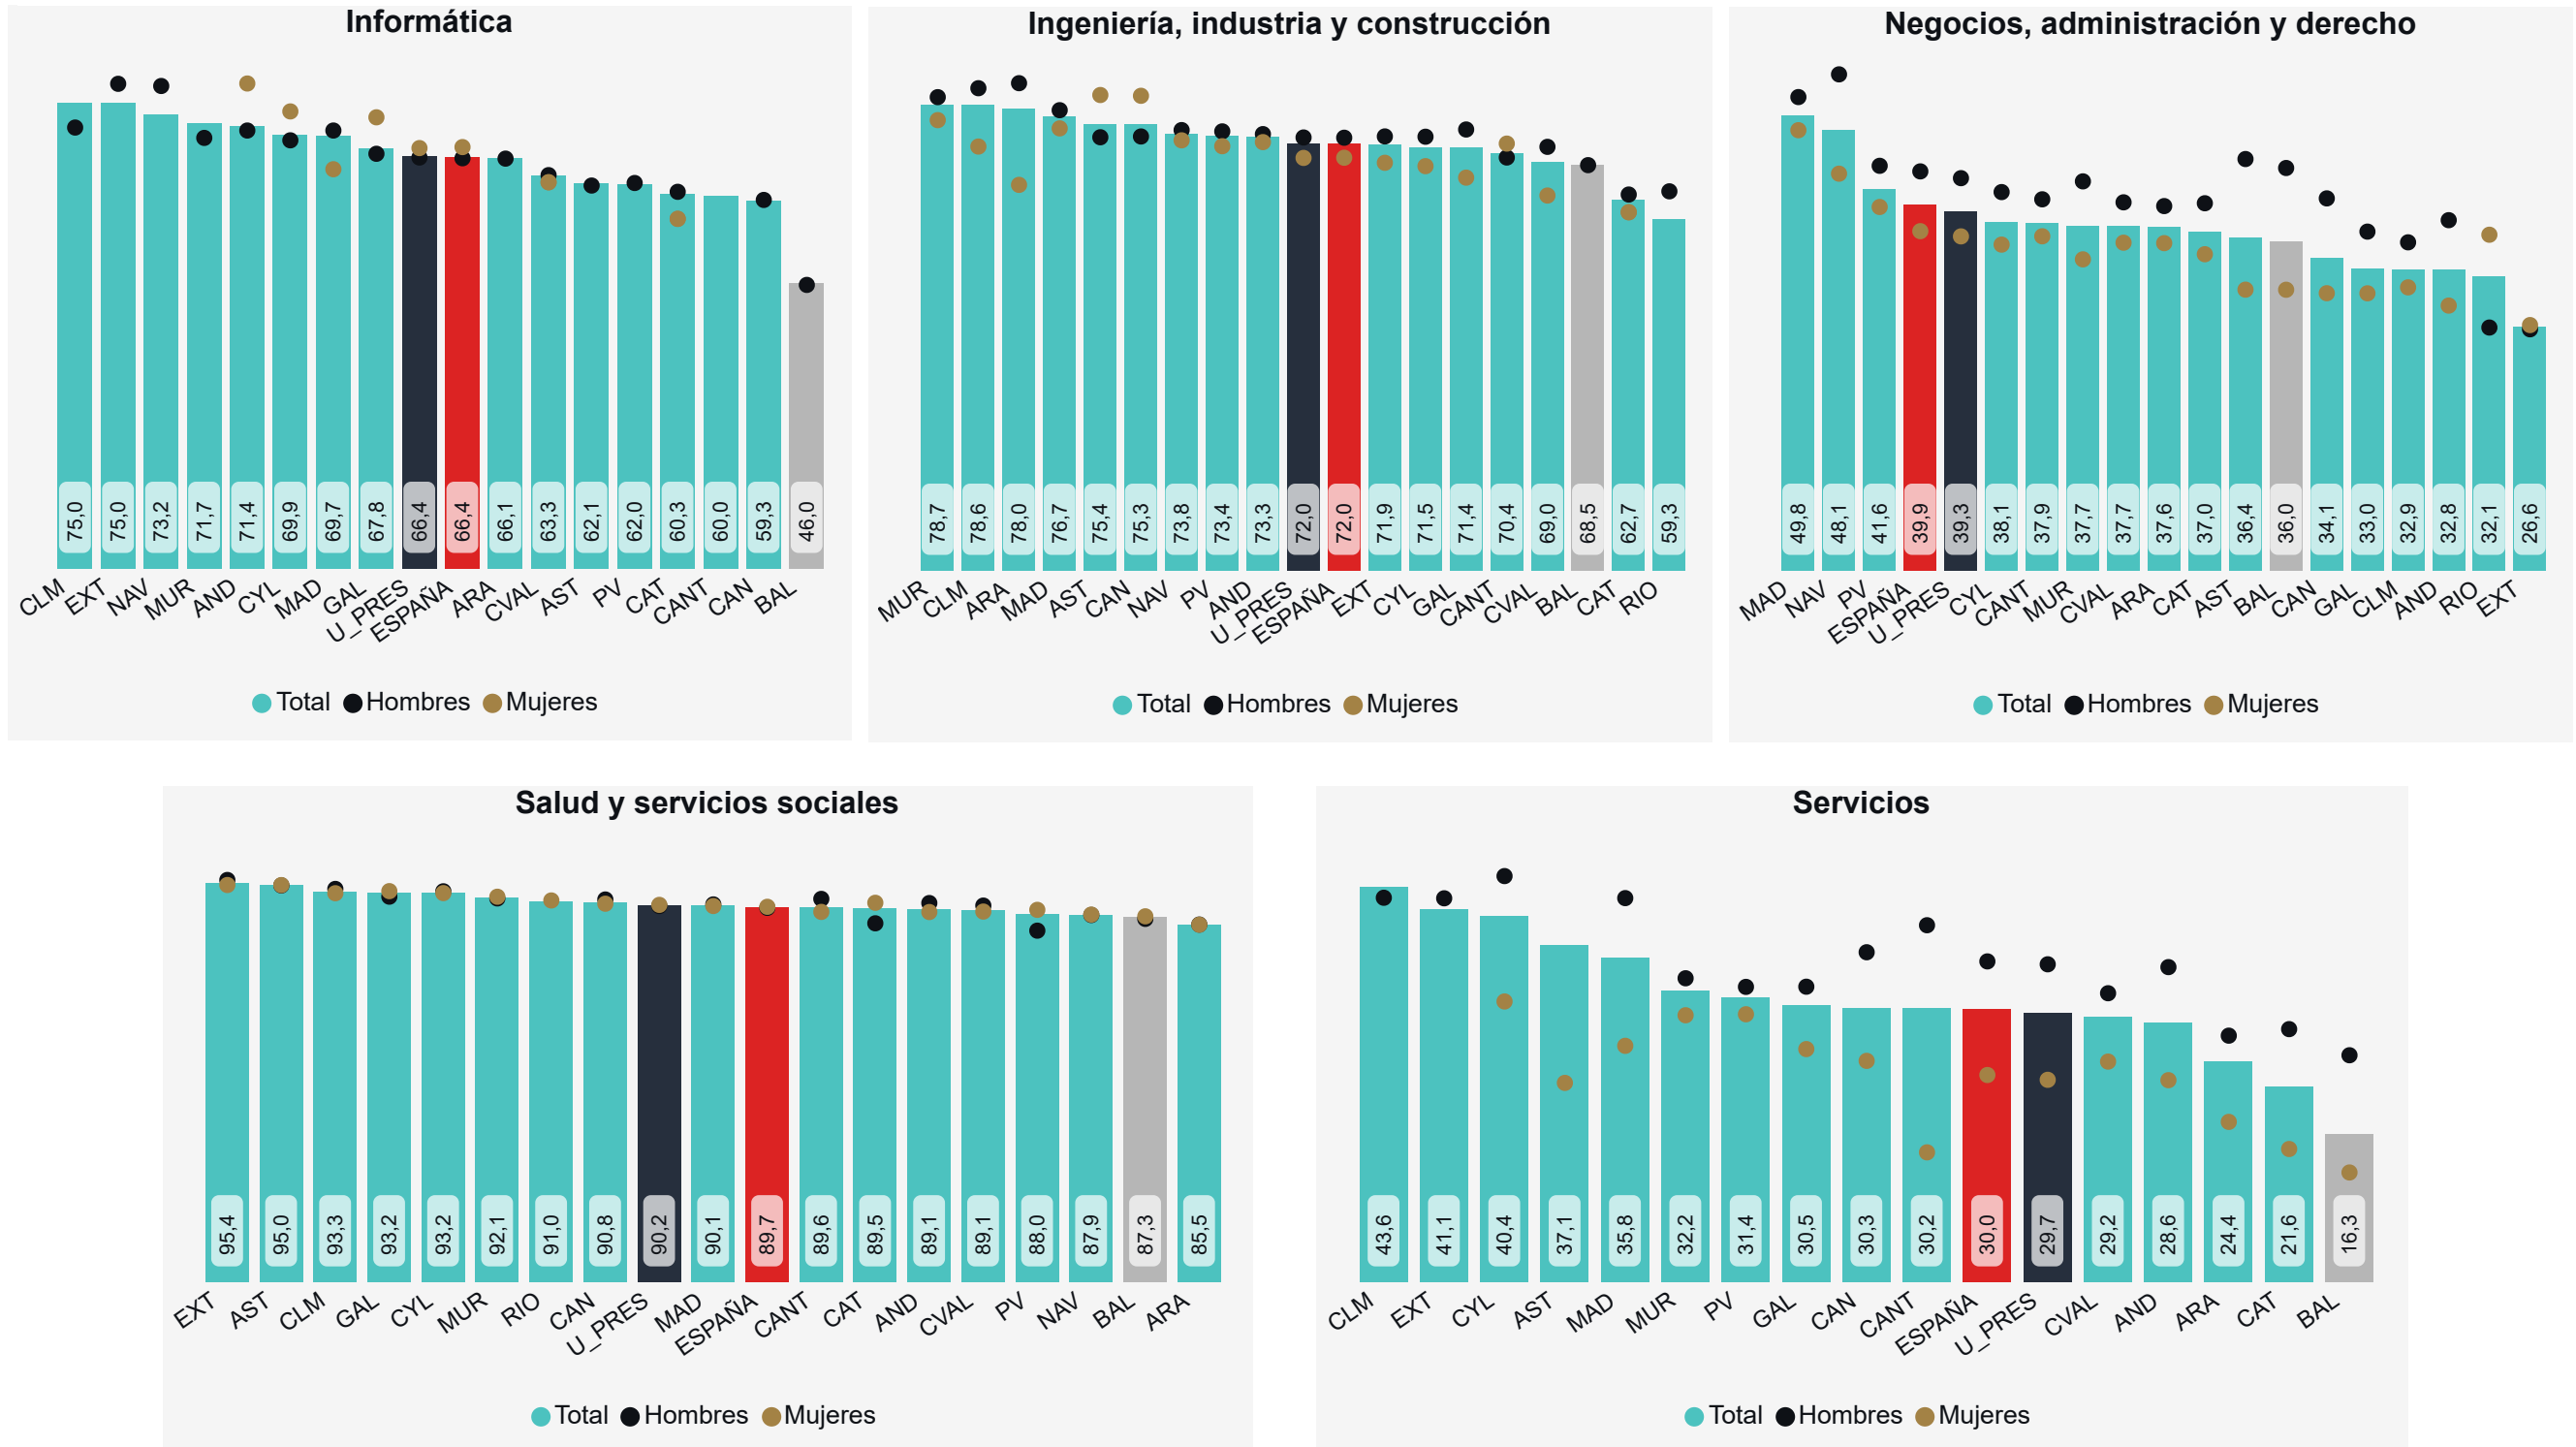 Informática
75,0 75,0 73,2 71,7 71,4 69,9 69,7 67,8 66,4 66,4 66,1 63,3 62,1 62,0 60,3 60,0 59,3 46,0
CLM EXT NAV MUR AND CYL MAD GAL U_PRES ESPAÑA ARA CVAL AST PV CAT CANT CAN BAL
Total Hombres Mujeres
Ingeniería, industria y construcción
78,7 78,6 78,0 76,7 75,4 75,3 73,8 73,4 73,3 72,0 72,0 71,9 71,5 71,4 70,4 69,0 68,5 62,7 59,3
MUR CLM ARA MAD AST CAN NAV PV AND U_PRES ESPAÑA EXT CYL GAL CANT CVAL BAL CAT RIO
Total Hombres Mujeres
Negocios, administración y derecho
49,8 48,1 41,6 39,9 39,3 38,1 37,9 37,7 37,7 37,6 37,0 36,4 36,0 34,1 33,0 32,9 32,8 32,1 26,6
MAD NAV PV ESPAÑA U_PRES CYL CANT MUR CVAL ARA CAT AST BAL CAN GAL CLM AND RIO EXT
Total Hombres Mujeres
Salud y servicios sociales
95,4 95,0 93,3 93,2 93,2 92,1 91,0 90,8 90,2 90,1 89,7 89,6 89,5 89,1 89,1 88,0 87,9 87,3 85,5
EXT AST CLM GAL CYL MUR RIO CAN U_PRES MAD ESPAÑA CANT CAT AND CVAL PV NAV BAL ARA
Total Hombres Mujeres
Servicios
43,6 41,1 40,4 37,1 35,8 32,2 31,4 30,5 30,3 30,2 30,0 29,7 29,2 28,6 24,4 21,6 16,3
CLM EXT CYL AST MAD MUR PV GAL CAN CANT ESPAÑA U_PRES CVAL AND ARA CAT BAL
Total Hombres Mujeres